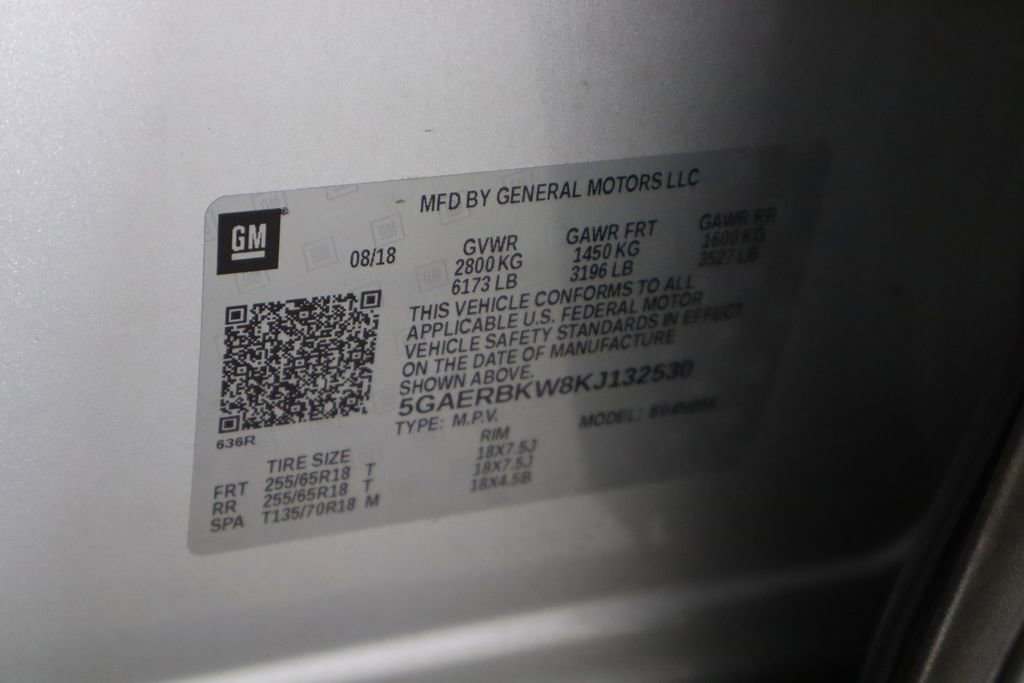 MFD BY GENERAL MOTORS LLC
GM
08/18
GVWR GAWR FRT GAWR RR
2800 KG 1450 KG 1600 KG
6173 LB 3196 LB 3527 LB
THIS VEHICLE CONFORMS TO ALL
APPLICABLE U.S. FEDERAL MOTOR
VEHICLE SAFETY STANDARDS IN EFFECT
ON THE DATE OF MANUFACTURE
SHOWN ABOVE.
5GAERBKW8KJ132530
TYPE: M.P.V. MODEL:
636R
TIRE SIZE RIM
FRT 255/65R18 T 18X7.5J
RR 255/65R18 T 18X7.5J
SPA T135/70R18 M 18X4.5B